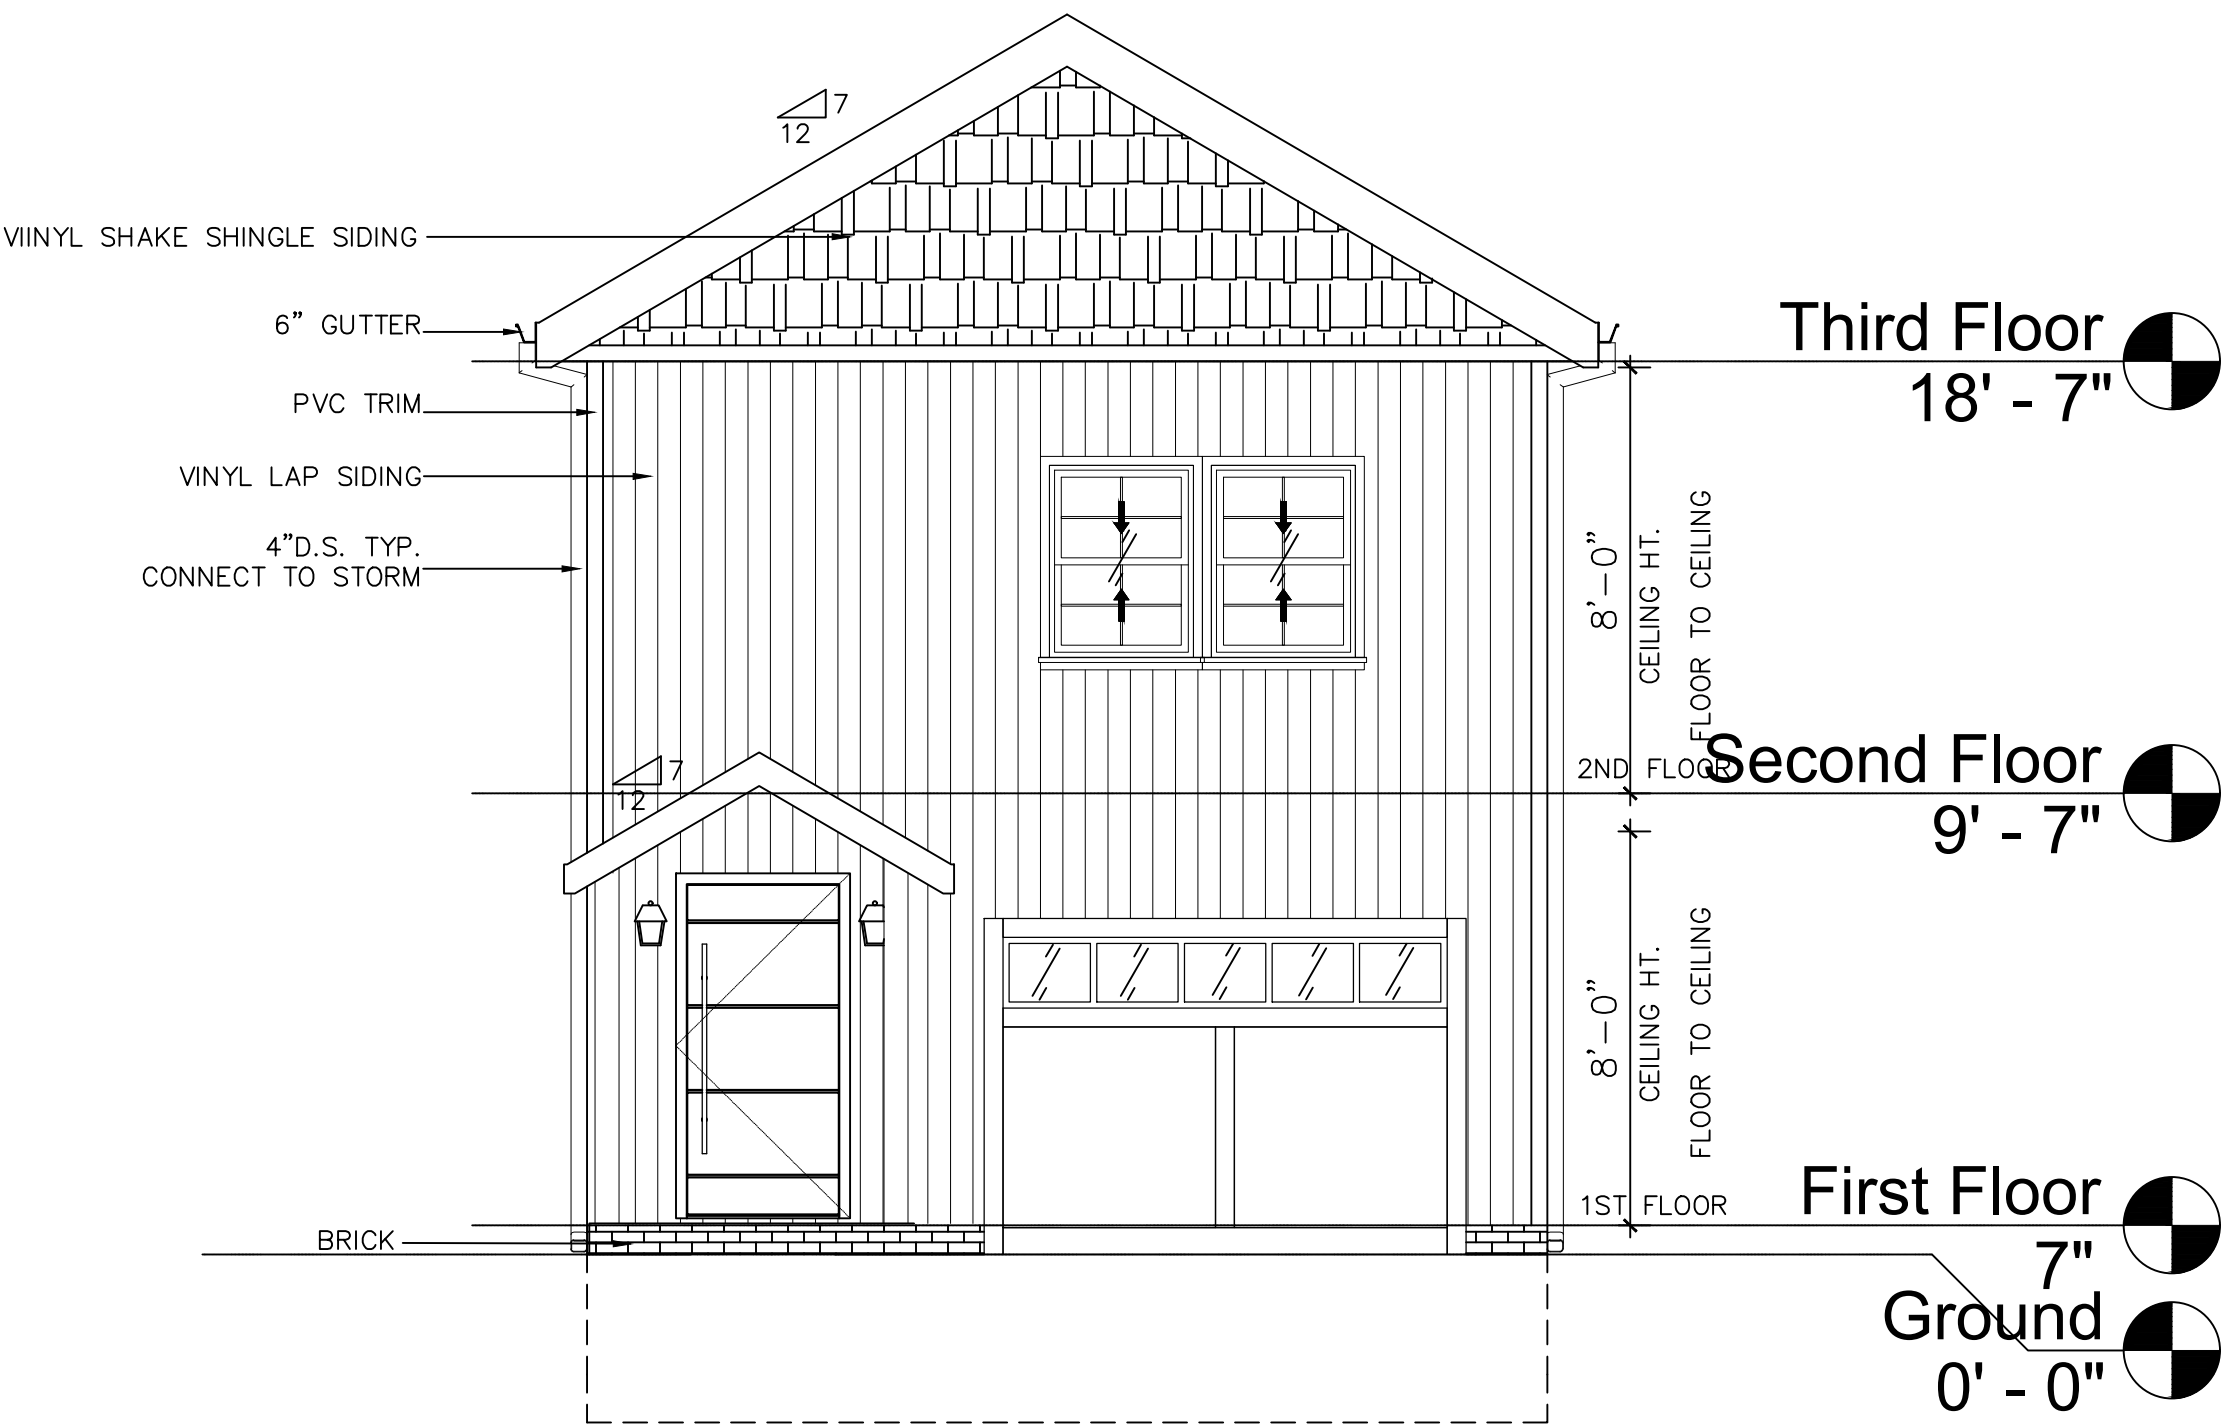 7
12
VIINYL SHAKE SHINGLE SIDING
6” GUTTER
PVC TRIM
VINYL LAP SIDING
4”D.S. TYP.
CONNECT TO STORM
7
12
BRICK
Third Floor
18' - 7"
8’–0”
CEILING HT.
FLOOR TO CEILING
2ND FLOOR
Second Floor
9' - 7"
8’–0”
CEILING HT.
FLOOR TO CEILING
1ST FLOOR
First Floor
7"
Ground
0' - 0"